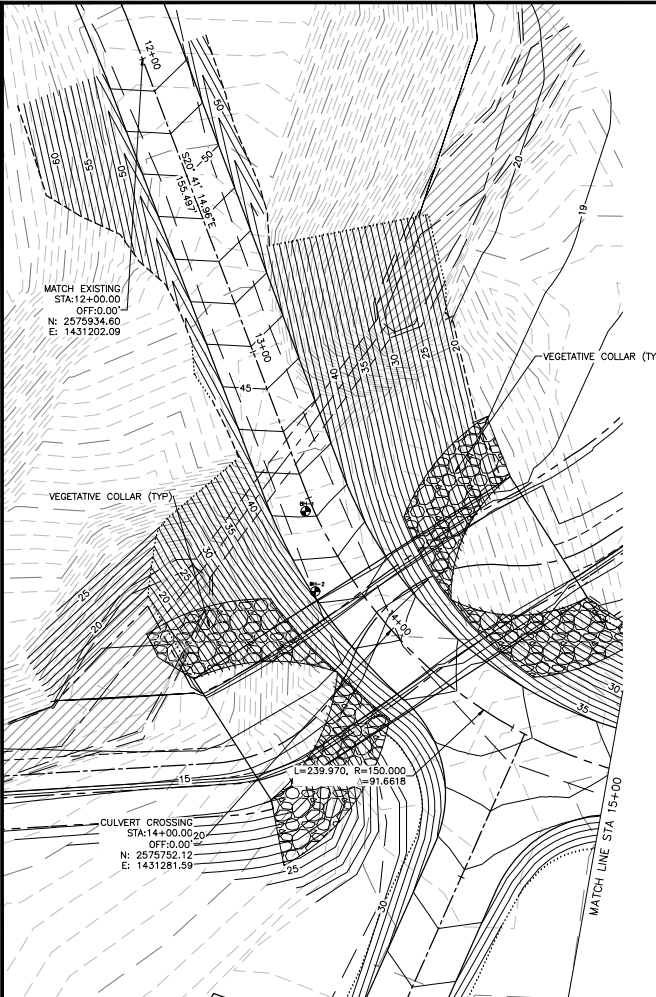 12+00
50
60
55
50
50
S20° 41' 14.96"E
155.497'
20
19
MATCH EXISTING
STA:12+00.00
OFF:0.00'
N: 2575934.60
E: 1431202.09
13+00
45
40
35
30
25
20
VEGETATIVE COLLAR (TY
VEGETATIVE COLLAR (TYP)
40
35
30
25
20
25
20
14+00
30
35
15
L=239.970, R=150.000
Δ=91.6618
CULVERT CROSSING
STA:14+00.00
OFF:0.00'
N: 2575752.12
E: 1431281.59
20
25
30
MATCH LINE STA 15+00